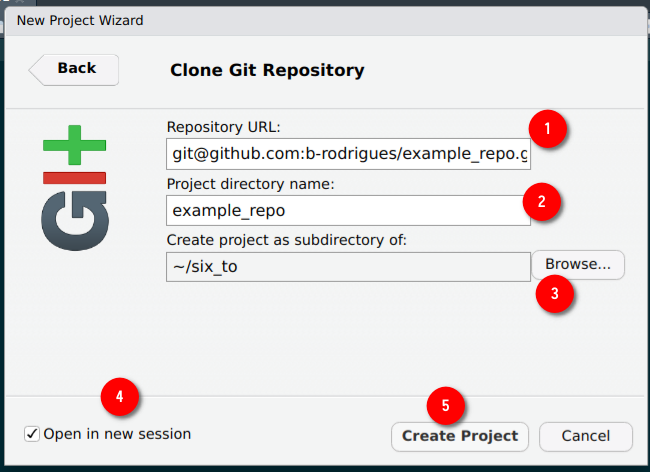 New Project Wizard
Back
Clone Git Repository
Repository URL:
1
git@github.com:b-rodrigues/example_repo.g
Project directory name:
2
example_repo
Create project as subdirectory of:
~/six_to
Browse...
3
GIt
4
5
Open in new session
Create Project
Cancel